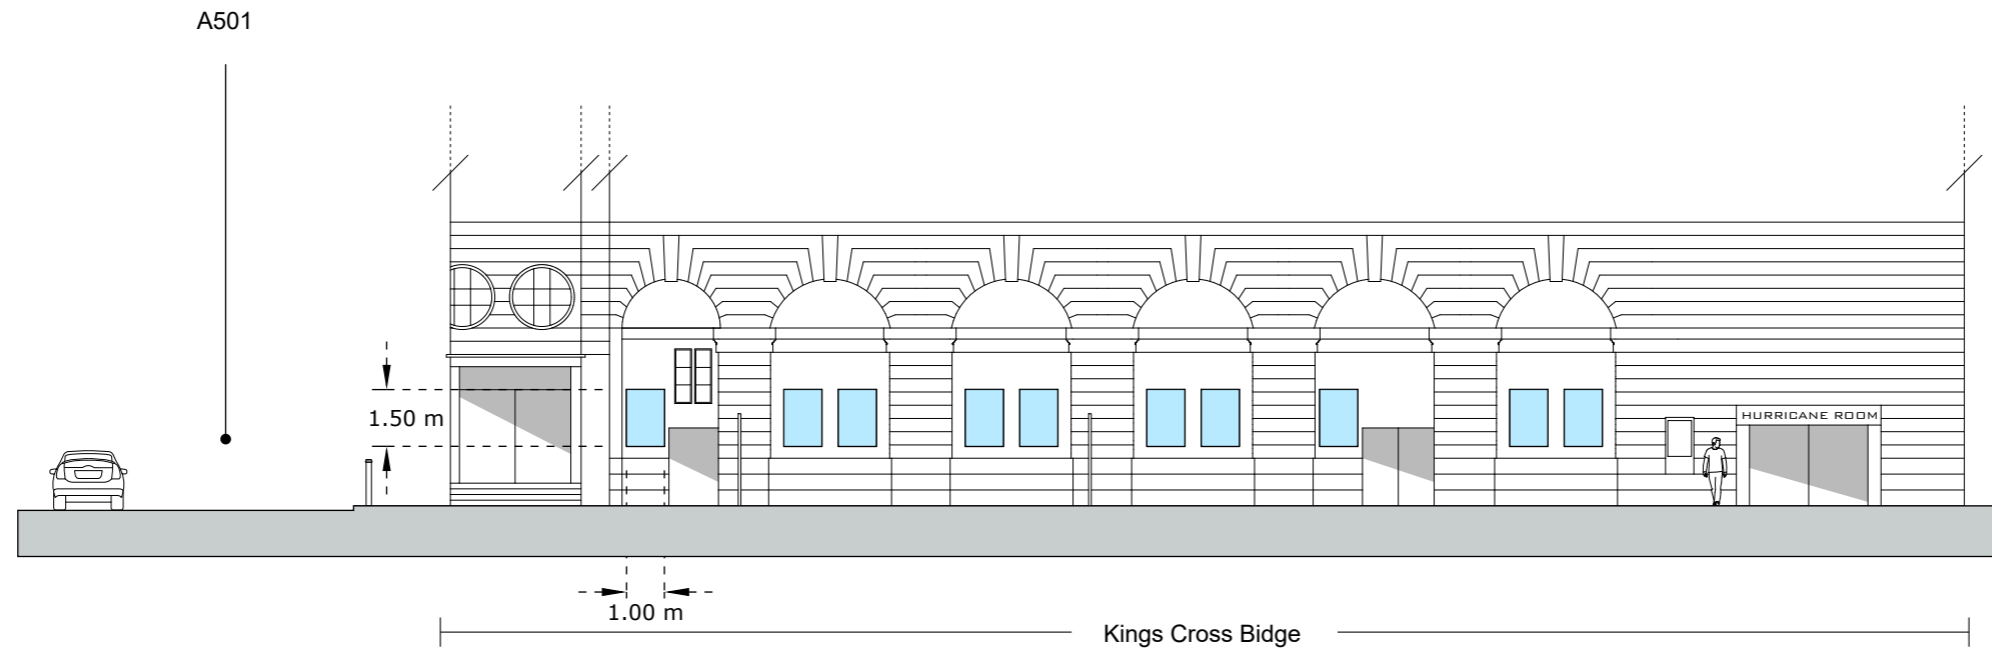 A501
1.50 m
HURRICANE ROOM
1.00 m
Kings Cross Bidge